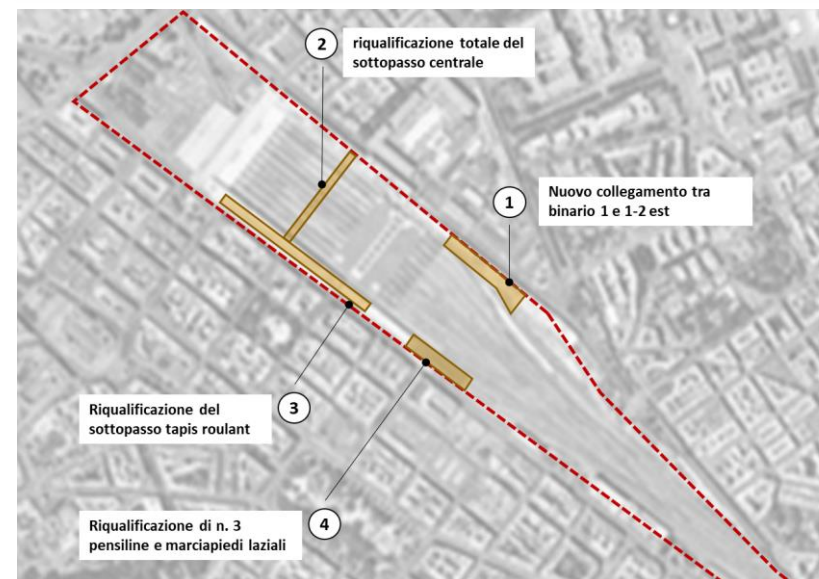 2
riqualificazione totale del
sottopasso centrale
1
Nuovo collegamento tra
binario 1 e 1-2 est
Riqualificazione del
sottopasso tapis roulant
3
Riqualificazione di n. 3
pensiline e marciapiedi laziali
4